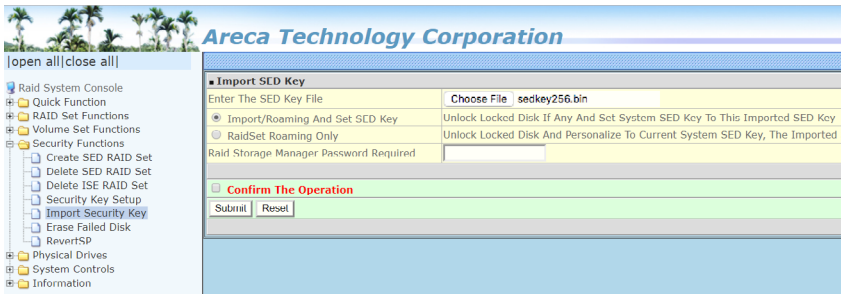 Areca Technology Corporation
|open all|close all|
Raid System Console
Quick Function
RAID Set Functions
Volume Set Functions
Security Functions
Create SED RAID Set
Delete SED RAID Set
Delete ISE RAID Set
Security Key Setup
Import Security Key
Erase Failed Disk
RevertSP
Physical Drives
System Controls
Information
Import SED Key
Enter The SED Key File Choose File sedkey256.bin
Import/Roaming And Set SED Key Unlock Locked Disk If Any And Set System SED Key To This Imported SED Key
RaidSet Roaming Only Unlock Locked Disk And Personalize To Current System SED Key, The Imported
Raid Storage Manager Password Required
Confirm The Operation
Submit Reset